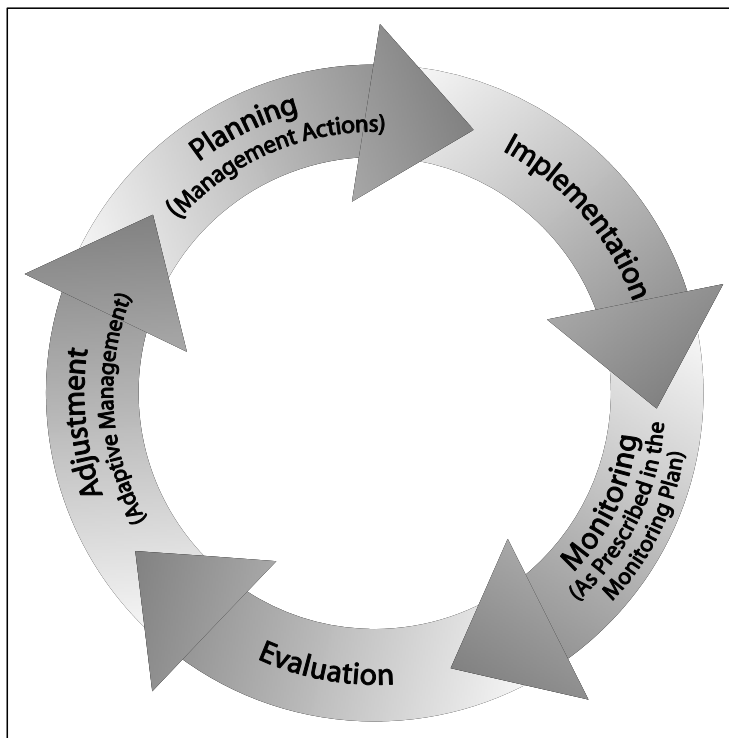 Planning
(Management Actions)
Implementation
Monitoring
(As Prescribed in the
Monitoring Plan)
Evaluation
Adjustment
(Adaptive Management)